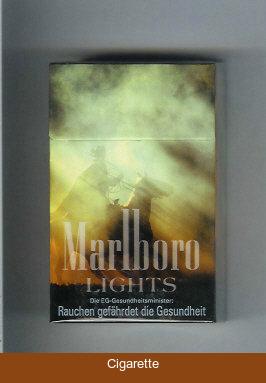 Marlboro
LIGHTS
Die EG-Gesundheitsminister:
Rauchen gefährdet die Gesundheit
Cigarette